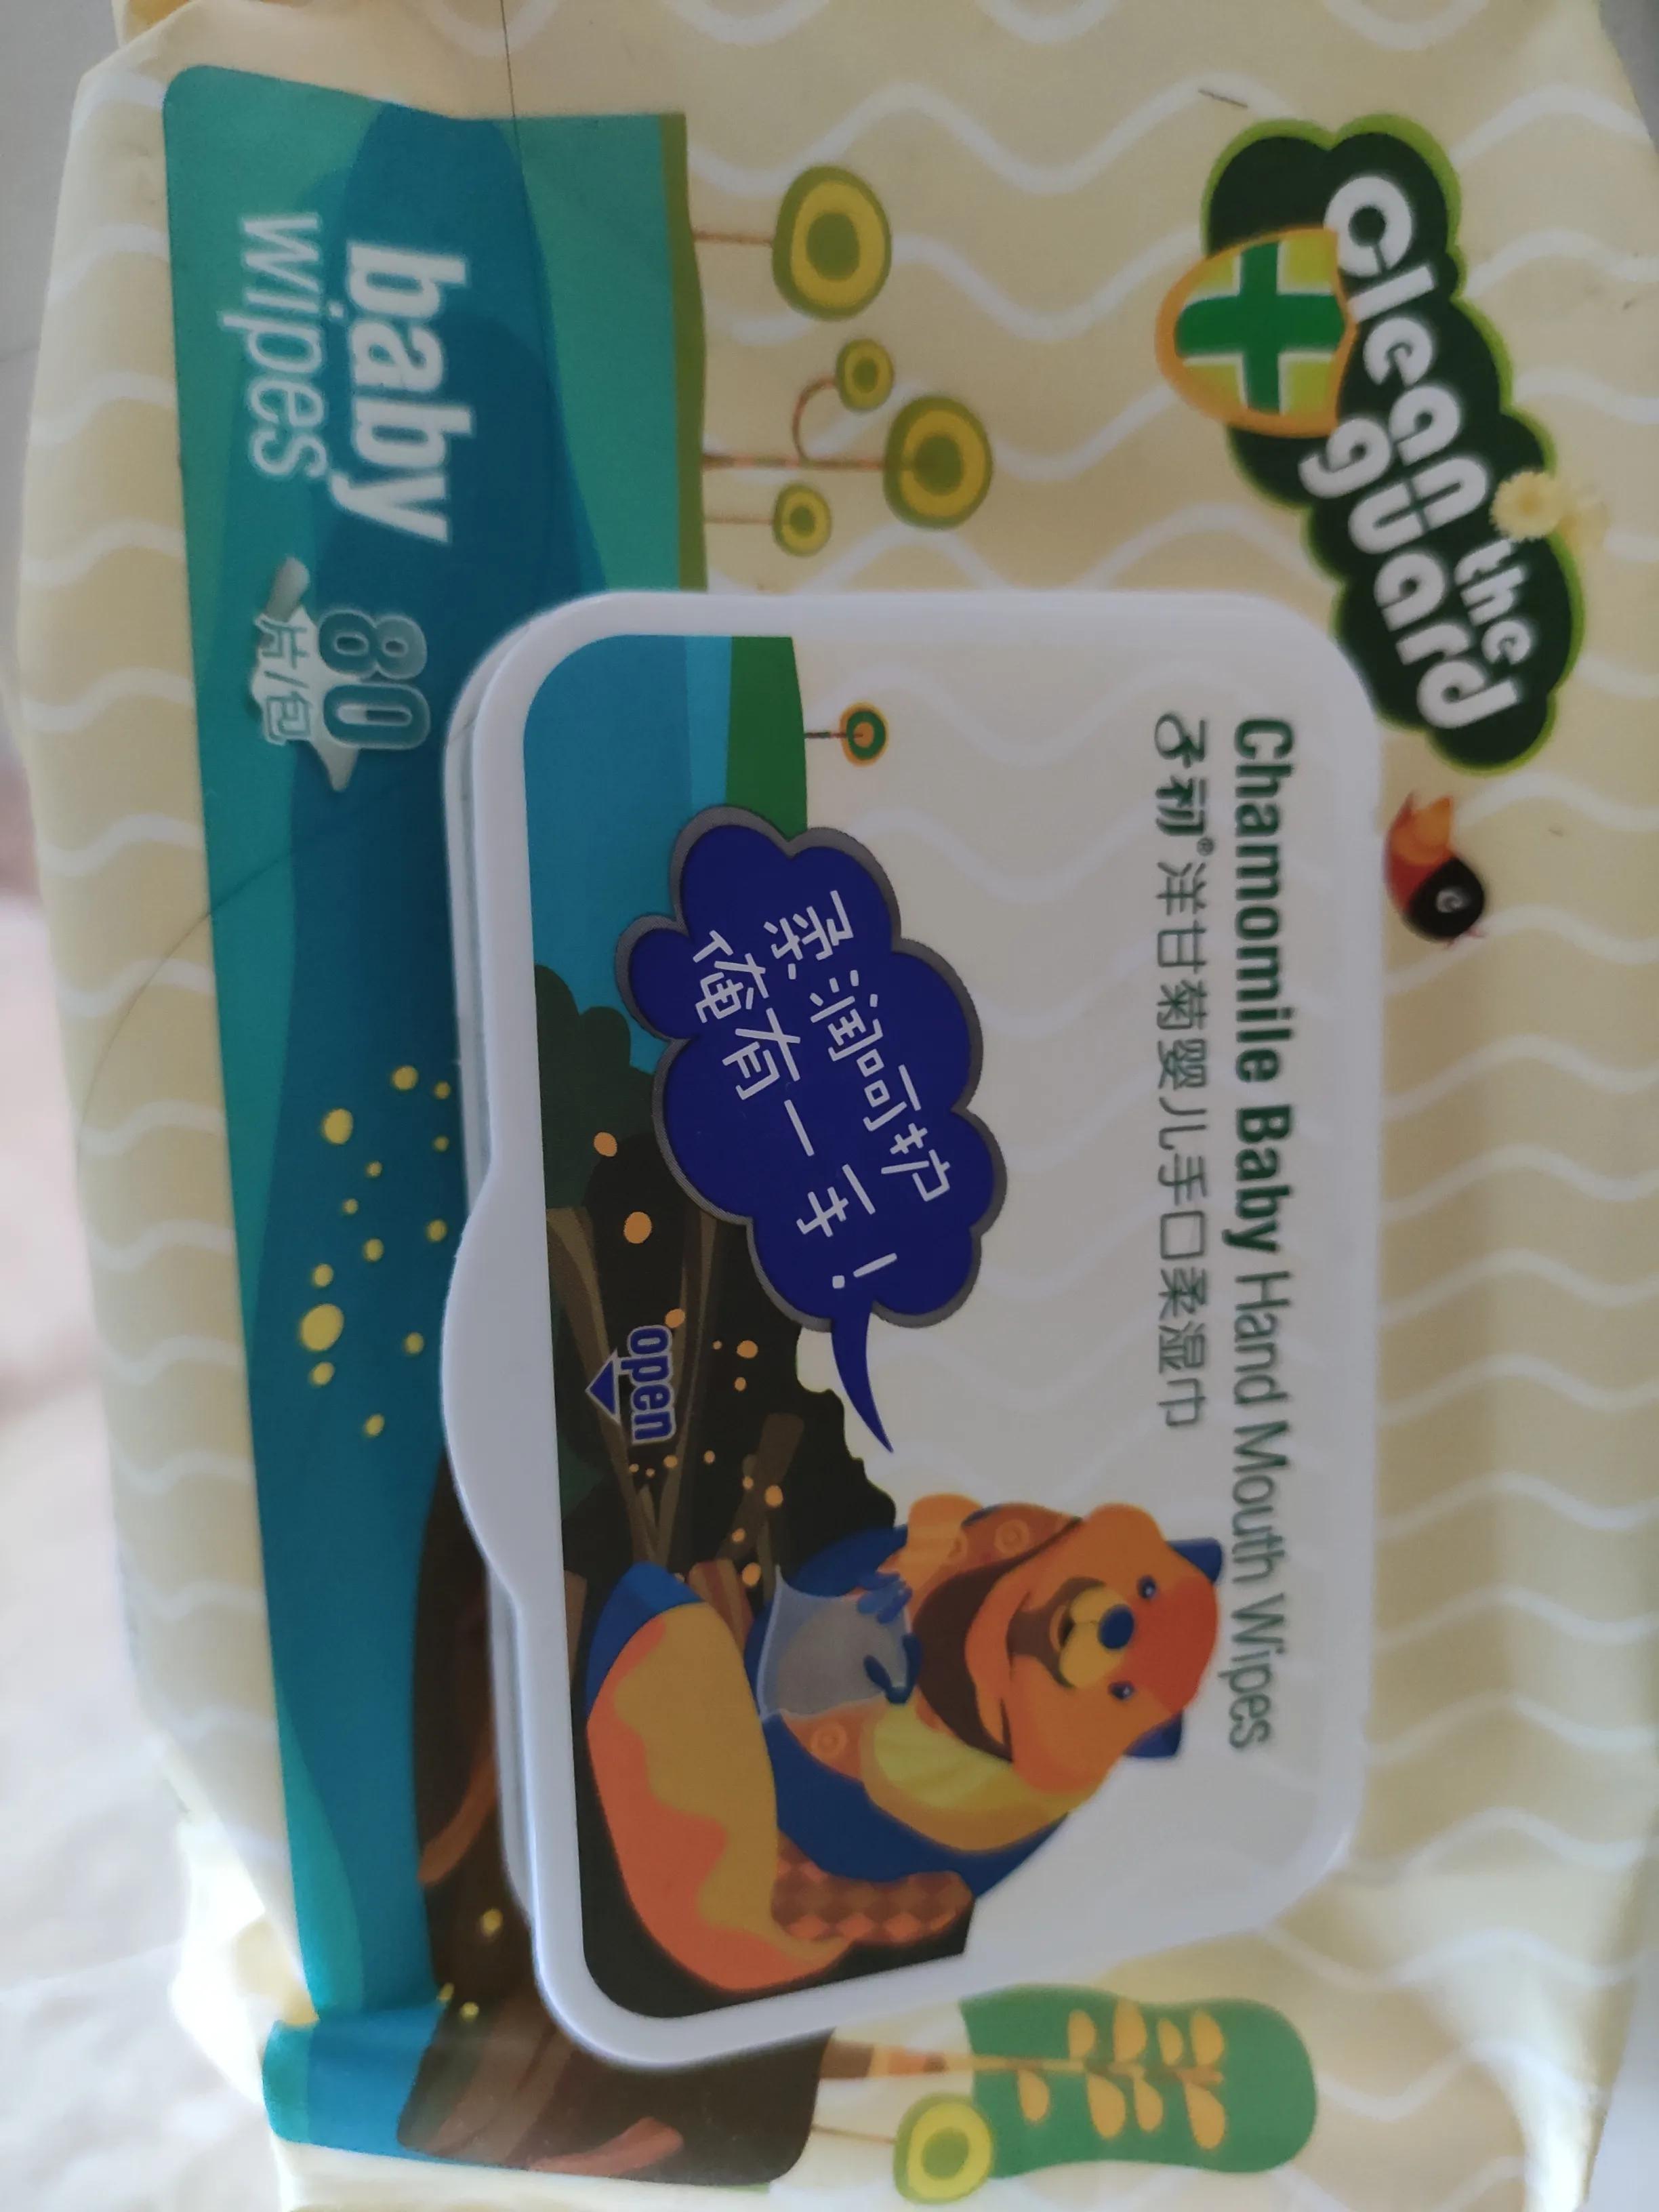 clean the
guard
Chamomile Baby Hand Mouth Wipes
子初®洋甘菊婴儿手口柔湿巾
柔润呵护
俺有一手!
open
baby
wipes
80
片/包